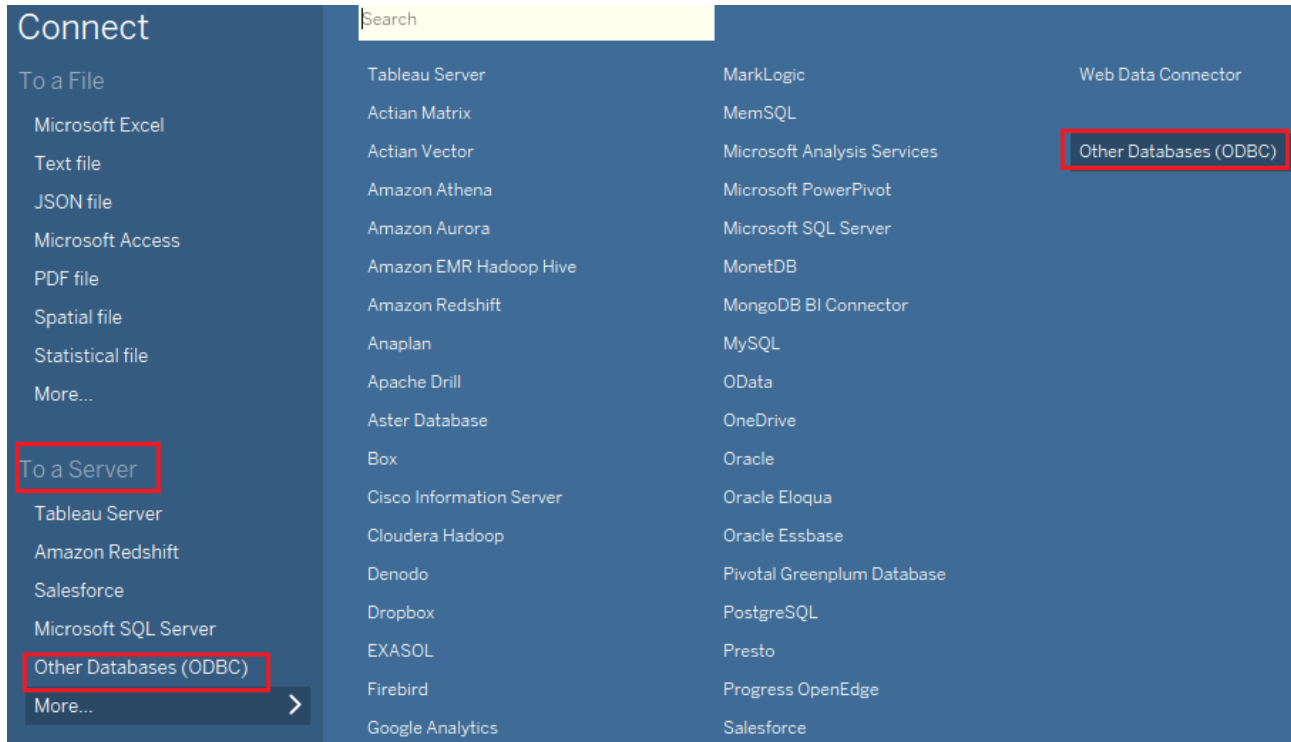 Connect
To a File
Microsoft Excel
Text file
JSON file
Microsoft Access
PDF file
Spatial file
Statistical file
More...
To a Server
Tableau Server
Amazon Redshift
Salesforce
Microsoft SQL Server
Other Databases (ODBC)
More...
Search
Tableau Server
Actian Matrix
Actian Vector
Amazon Athena
Amazon Aurora
Amazon EMR Hadoop Hive
Amazon Redshift
Anaplan
Apache Drill
Aster Database
Box
Cisco Information Server
Cloudera Hadoop
Denodo
Dropbox
EXASOL
Firebird
Google Analytics
MarkLogic
MemSQL
Microsoft Analysis Services
Microsoft PowerPivot
Microsoft SQL Server
MonetDB
MongoDB BI Connector
MySQL
OData
OneDrive
Oracle
Oracle Eloqua
Oracle Essbase
Pivotal Greenplum Database
PostgreSQL
Presto
Progress OpenEdge
Salesforce
Web Data Connector
Other Databases (ODBC)